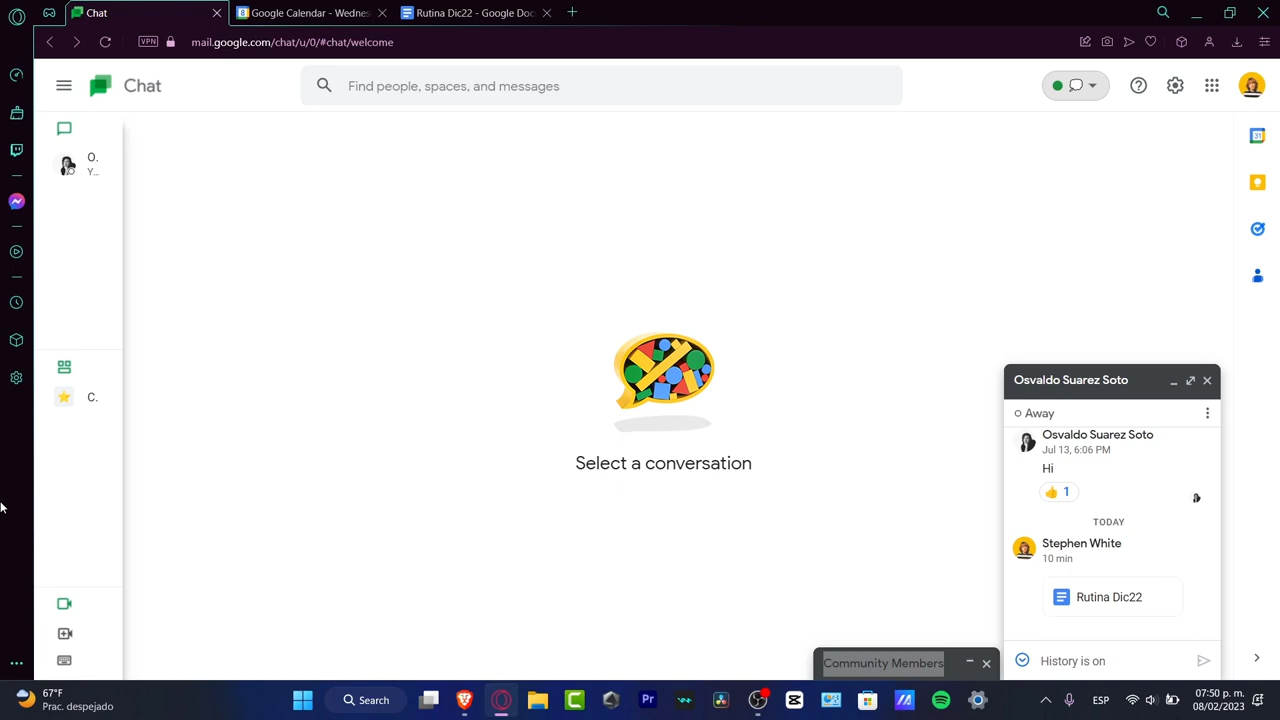 Chat
Google Calendar - Wednes
Rutina Dic22 - Google Doc
VPN
mail.google.com/chat/u/0/#chat/welcome
Chat
Find people, spaces, and messages
31
O.
Y...
C.
Select a conversation
Osvaldo Suarez Soto
Away
Osvaldo Suarez Soto
Jul 13, 6:06 PM
Hi
1
TODAY
Stephen White
10 min
Rutina Dic22
Community Members
History is on
67°F
Prac. despejado
Search
Pr
ESP
07:50 p. m.
08/02/2023